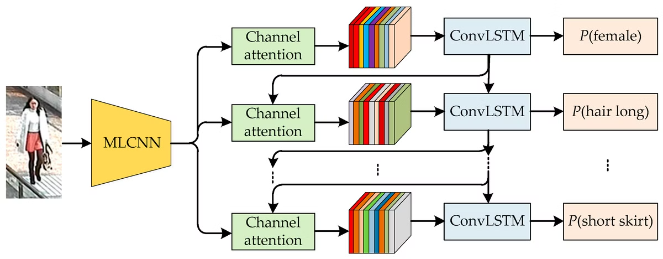 Channel
attention
ConvLSTM
P(female)
MLCNN
Channel
attention
ConvLSTM
P(hair long)
Channel
attention
ConvLSTM
P(short skirt)